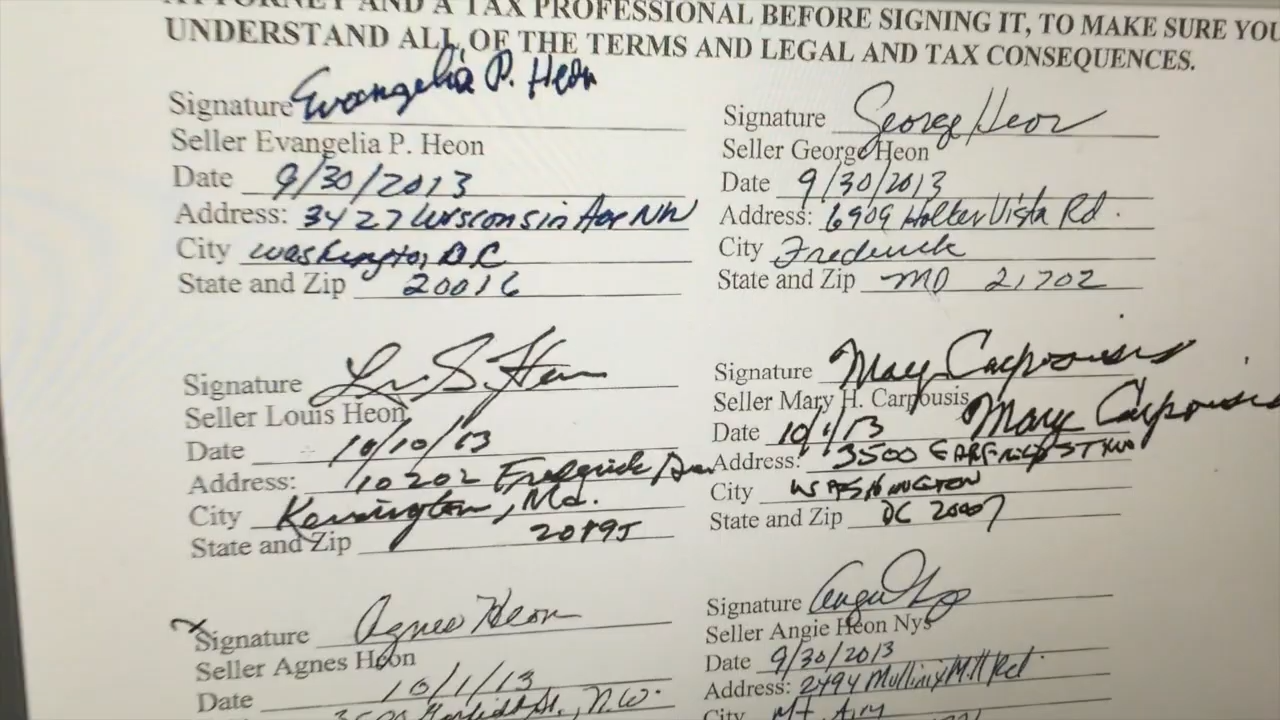 ATTORNEY AND A TAX PROFESSIONAL BEFORE SIGNING IT, TO MAKE SURE YOU
UNDERSTAND ALL OF THE TERMS AND LEGAL AND TAX CONSEQUENCES.
Signature Evangelia P. Heon
Seller Evangelia P. Heon
Date 9/30/2013
Address: 3427 Wisconsin Ave NW
City Washington, DC
State and Zip 20016
Signature George Heon
Seller George Heon
Date 9/30/2013
Address: 6909 Holter Vista Rd.
City Frederick
State and Zip MD 21702
Signature
Seller Louis Heon
Date 10/10/13
Address: 10202 Frederick Ave
City Kensington, Md.
State and Zip 20895
Signature Mary Carpousis
Seller Mary H. Carpousis
Mary Carpousis
Date 10/1/13
Address: 3500 GARFIELD ST NW
City WASHINGTON
State and Zip DC 20007
Signature Agnes Heon
Seller Agnes Heon
Date 10/1/13
N.W.
Signature
Seller Angie Heon Nys
Date 9/30/2013
Address: 2494 Mullinix Mill Rd.
City Mt Airy